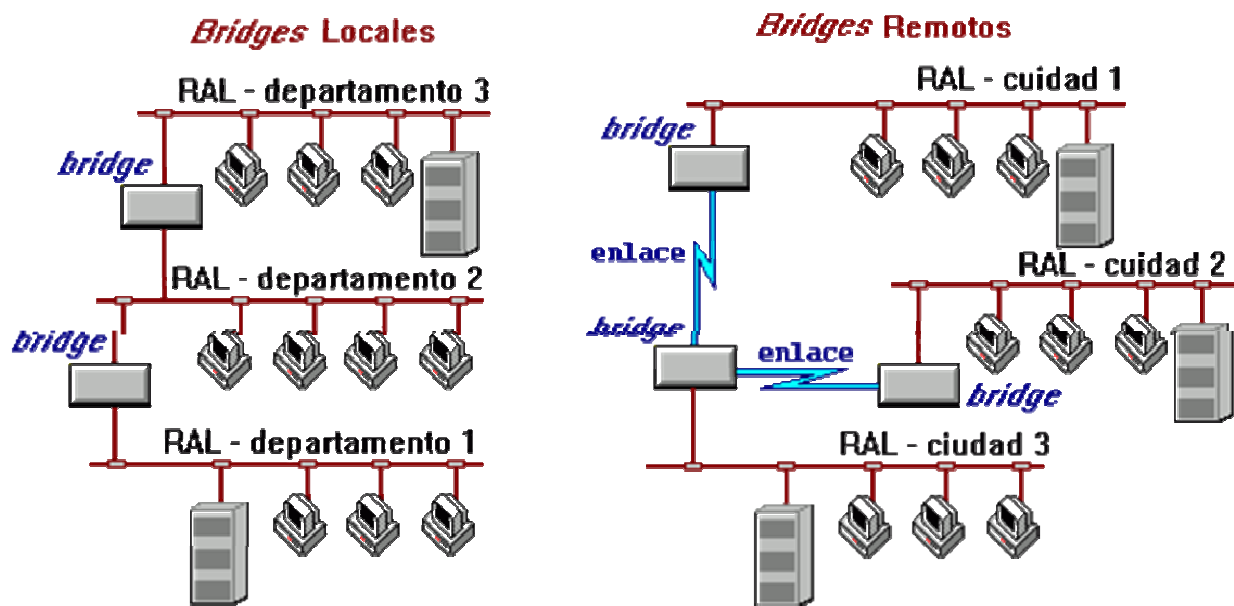 Bridges Locales
RAL - departamento 3
bridge
RAL - departamento 2
bridge
RAL - departamento 1
Bridges Remotos
RAL - cuidad 1
bridge
enlace
RAL - cuidad 2
bridge
enlace
bridge
RAL - ciudad 3